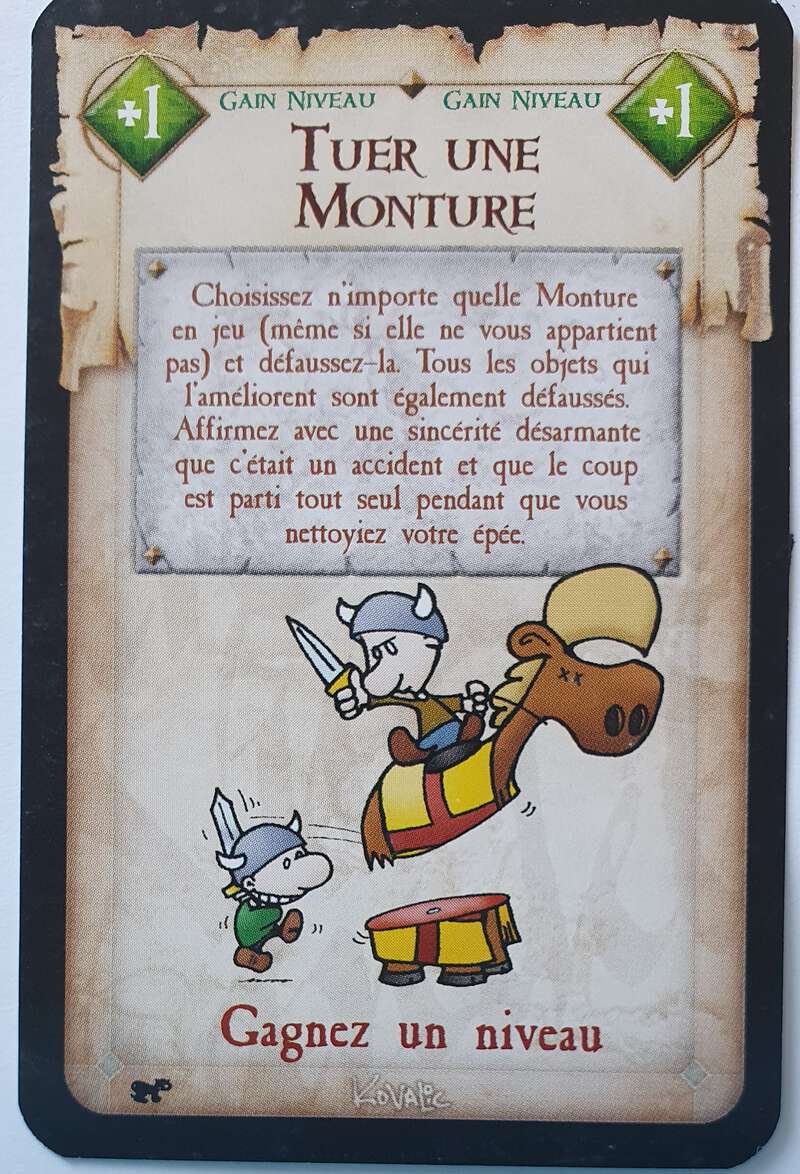 +1 Gain Niveau Gain Niveau +1
Tuer une
Monture
Choisissez n'importe quelle Monture
en jeu (même si elle ne vous appartient
pas) et défaussez-la. Tous les objets qui
l'améliorent sont également défaussés.
Affirmez avec une sincérité désarmante
que c'était un accident et que le coup
est parti tout seul pendant que vous
nettoyiez votre épée.
Gagnez un niveau
Kovalic